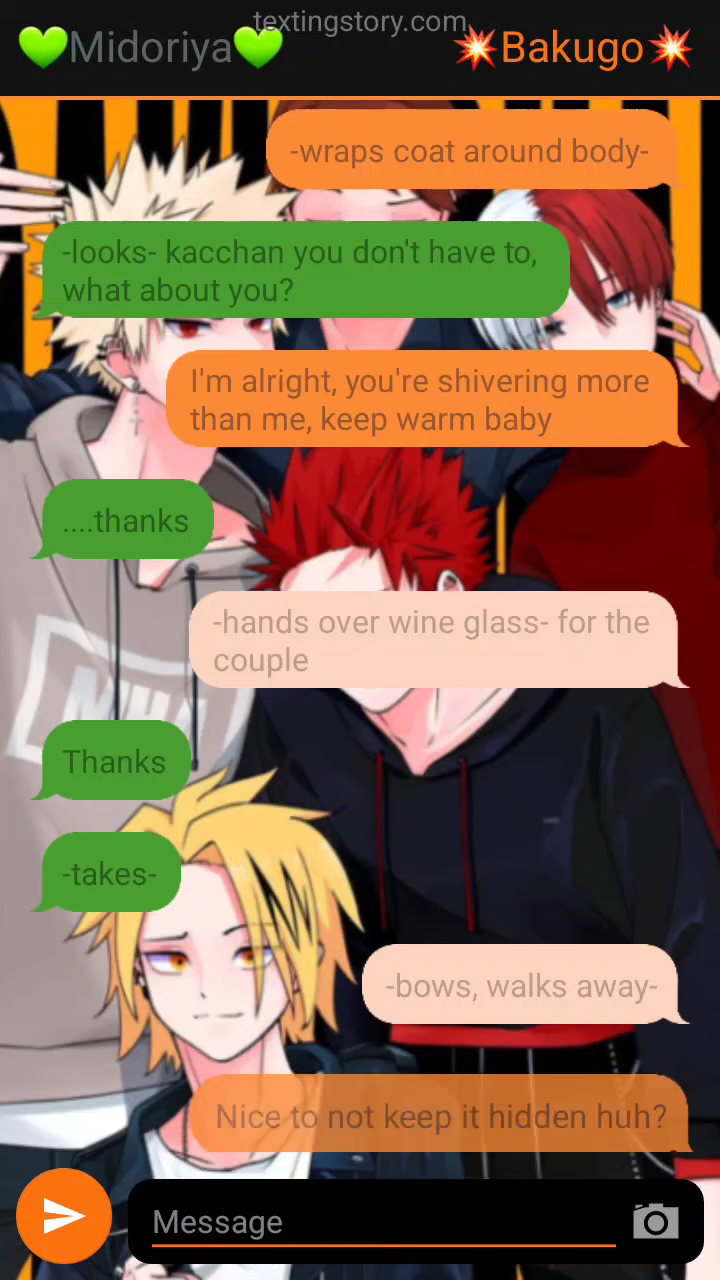 textingstory.com
💚Midoriya💚
💥Bakugo💥
-wraps coat around body-
-looks- kacchan you don't have to,
what about you?
I'm alright, you're shivering more
than me, keep warm baby
....thanks
-hands over wine glass- for the
couple
Thanks
-takes-
-bows, walks away-
Nice to not keep it hidden huh?
Message